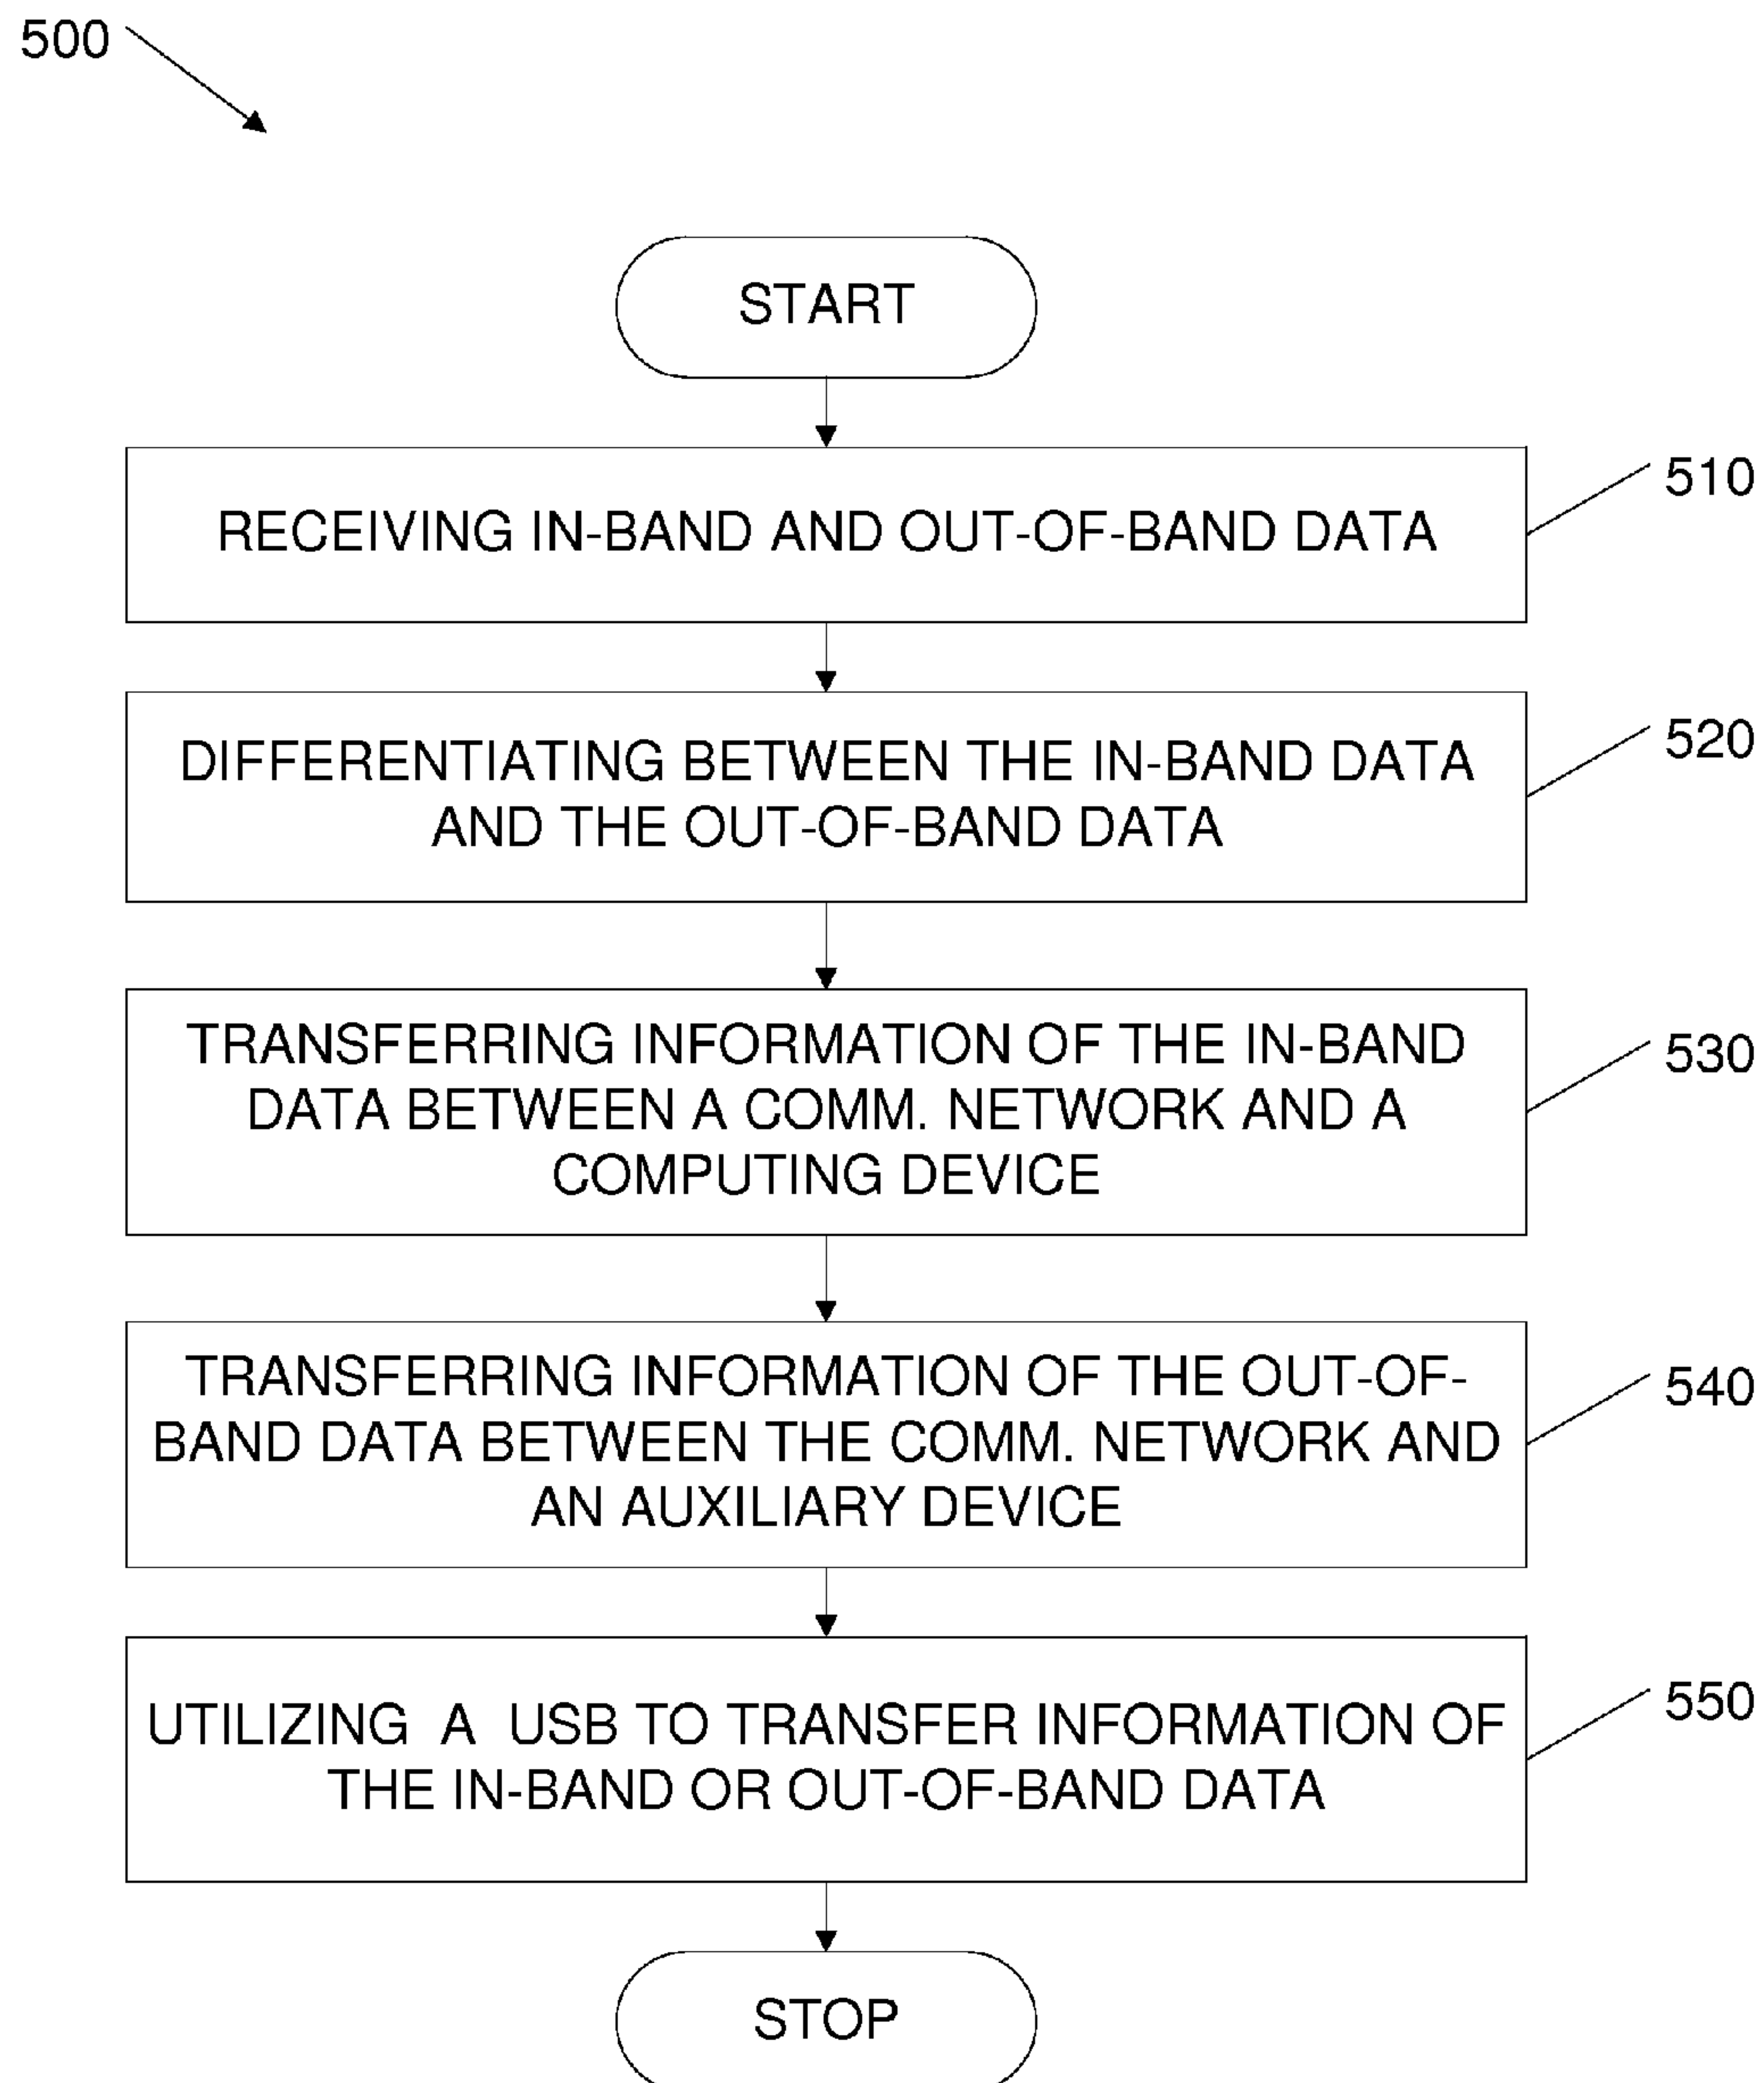 500
START
RECEIVING IN-BAND AND OUT-OF-BAND DATA
510
DIFFERENTIATING BETWEEN THE IN-BAND DATA
AND THE OUT-OF-BAND DATA
520
TRANSFERRING INFORMATION OF THE IN-BAND
DATA BETWEEN A COMM. NETWORK AND A
COMPUTING DEVICE
530
TRANSFERRING INFORMATION OF THE OUT-OF-
BAND DATA BETWEEN THE COMM. NETWORK AND
AN AUXILIARY DEVICE
540
UTILIZING A USB TO TRANSFER INFORMATION OF
THE IN-BAND OR OUT-OF-BAND DATA
550
STOP